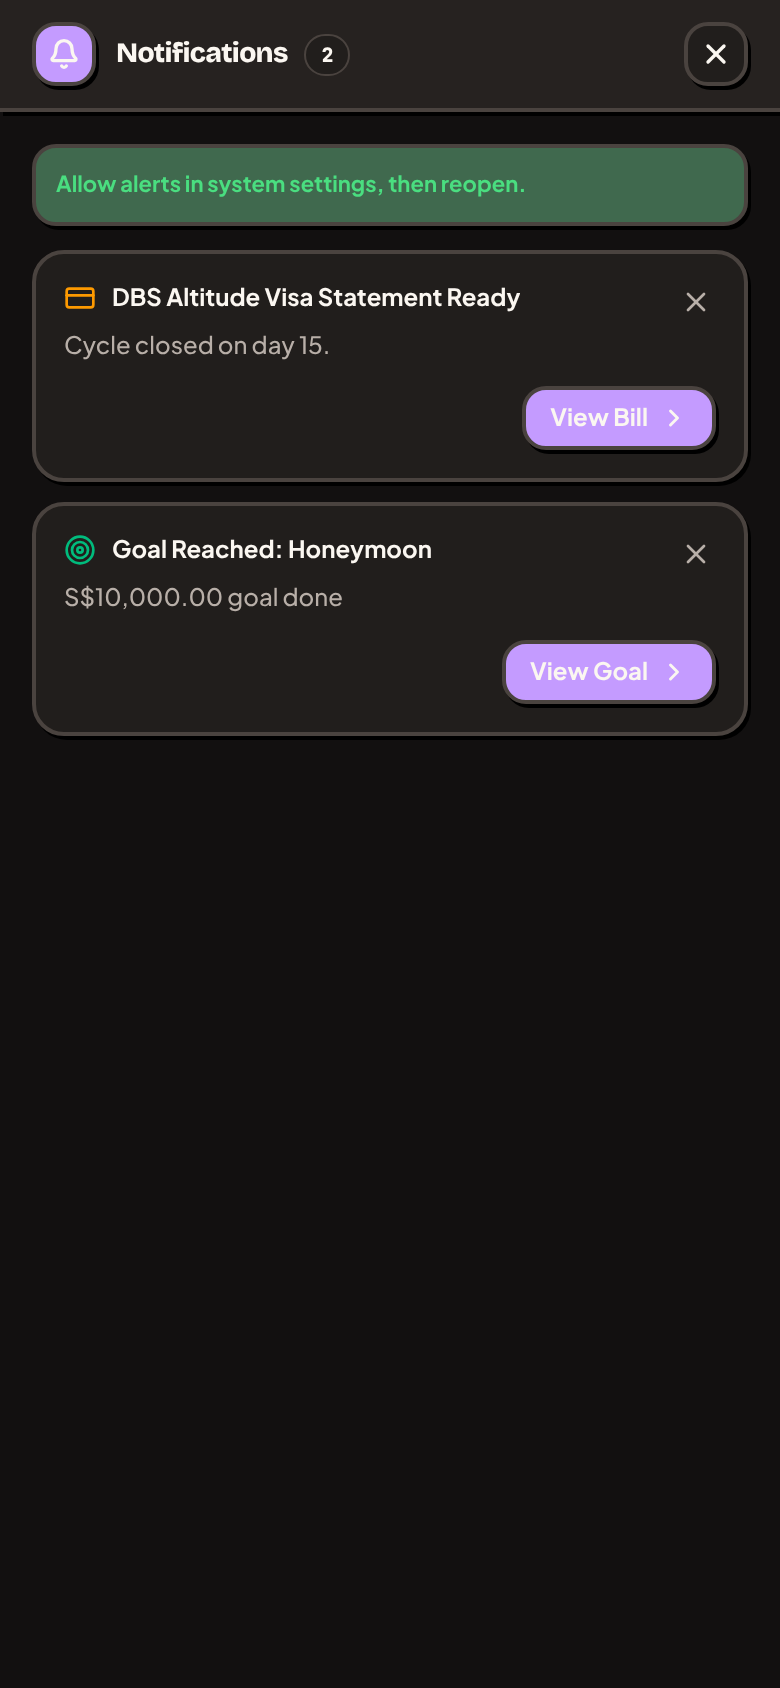 Notifications 2
Allow alerts in system settings, then reopen.
DBS Altitude Visa Statement Ready
Cycle closed on day 15.
View Bill
Goal Reached: Honeymoon
S$10,000.00 goal done
View Goal